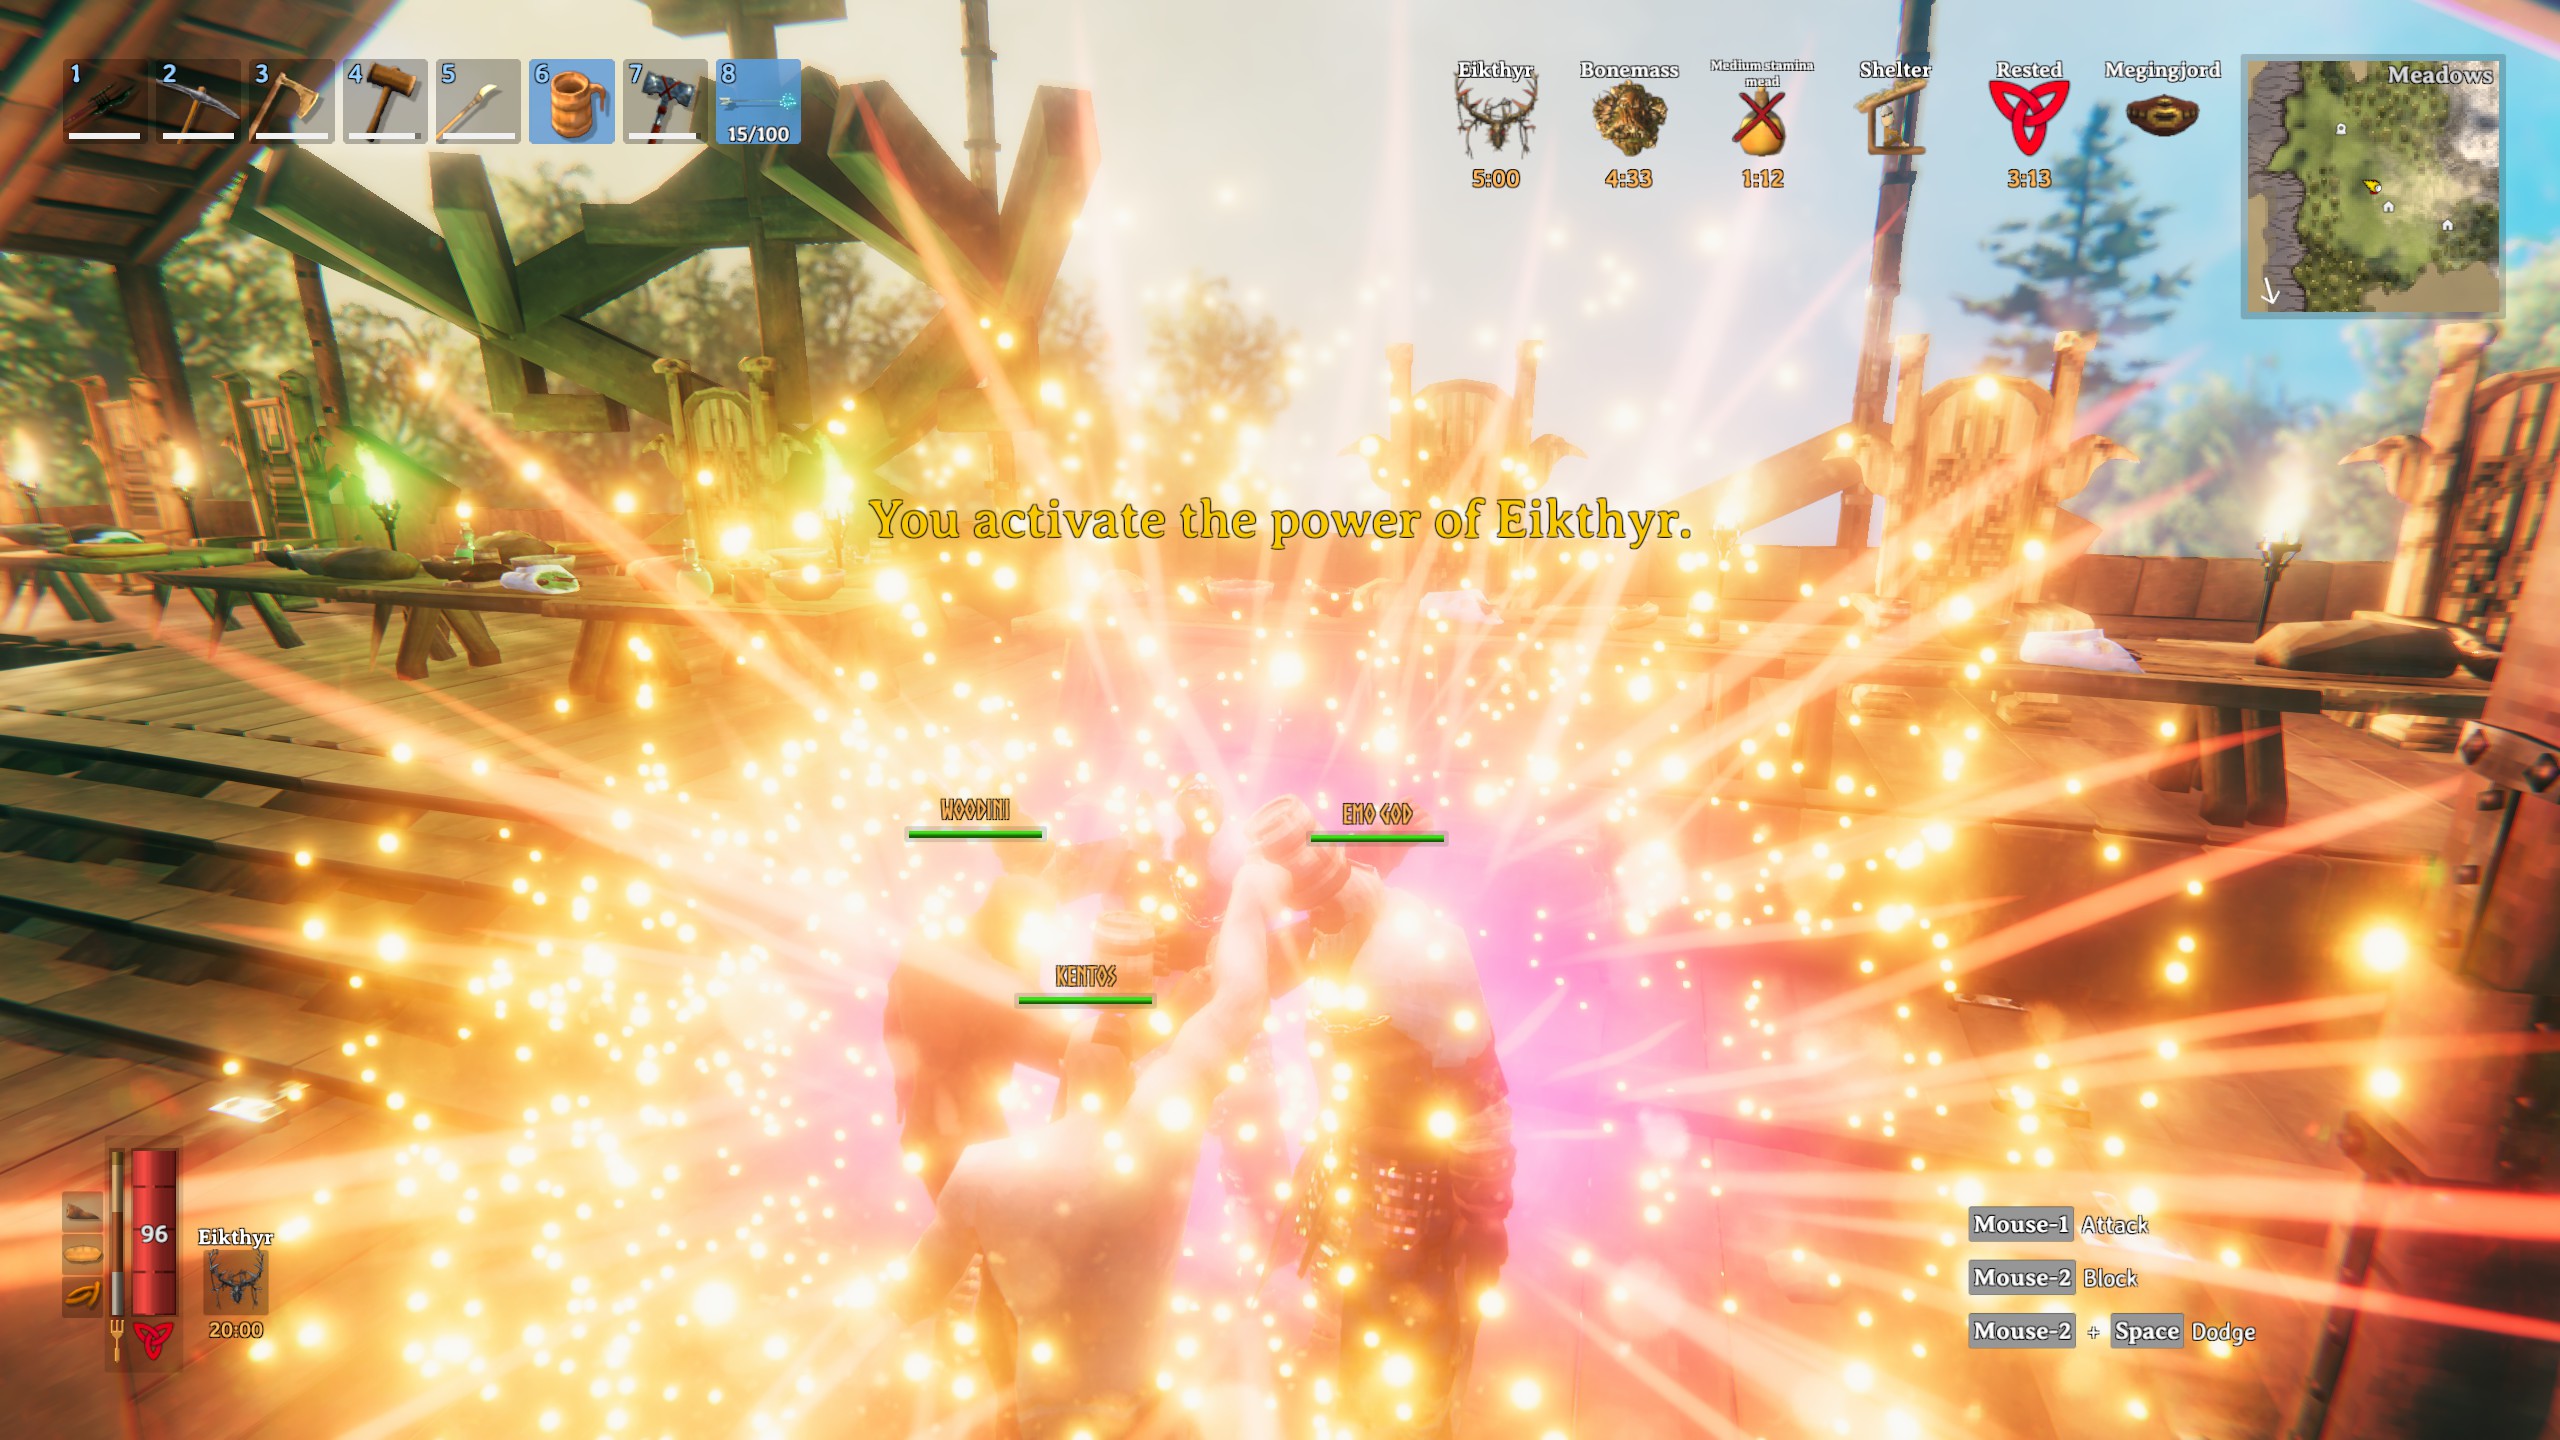 1
2
3
4
5
6
7
8
15/100
Eikthyr
5:00
Bonemass
4:33
Medium stamina
mead
1:12
Shelter
Rested
3:13
Megingjord
Meadows
You activate the power of Eikthyr.
WOODINI
EMO GOD
KENTOS
96
Eikthyr
20:00
Mouse-1 Attack
Mouse-2 Block
Mouse-2 + Space Dodge